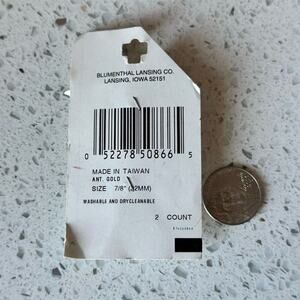 BLUMENTHAL LANSING CO.
LANSING, IOWA 52151
0 52278 50866 5
MADE IN TAIWAN
ANT. GOLD
SIZE 7/8" (22MM)
WASHABLE AND DRYCLEANABLE
2 COUNT